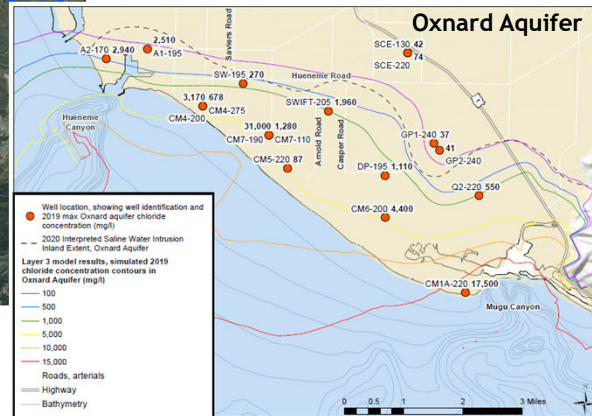 Oxnard Aquifer
2,510
A2-170 2,940
A1-195
Saviers Road
SCE-130 42
74
SCE-220
SW-195 270
Hueneme Road
3,170 678
CM4-275
CM4-200
SWIFT-205 1,960
Hueneme
Canyon
31,000 1,280
CM7-190
CM7-110
Arnold Road
Casper Road
GP1-240 37
41
GP2-240
CM5-220 87
DP-195 1,110
Q2-220 550
CM6-200 4,400
CM1A-220 17,500
Mugu Canyon
Well location, showing well identification and
2019 max Oxnard aquifer chloride
concentration (mg/l)
2020 Interpreted Saline Water Intrusion
Inland Extent, Oxnard Aquifer
Layer 3 model results, simulated 2019
chloride concentration contours in
Oxnard Aquifer (mg/l)
100
500
1,000
5,000
10,000
15,000
Roads, arterials
Highway
Bathymetry
0 0.5 1 2 3 Miles